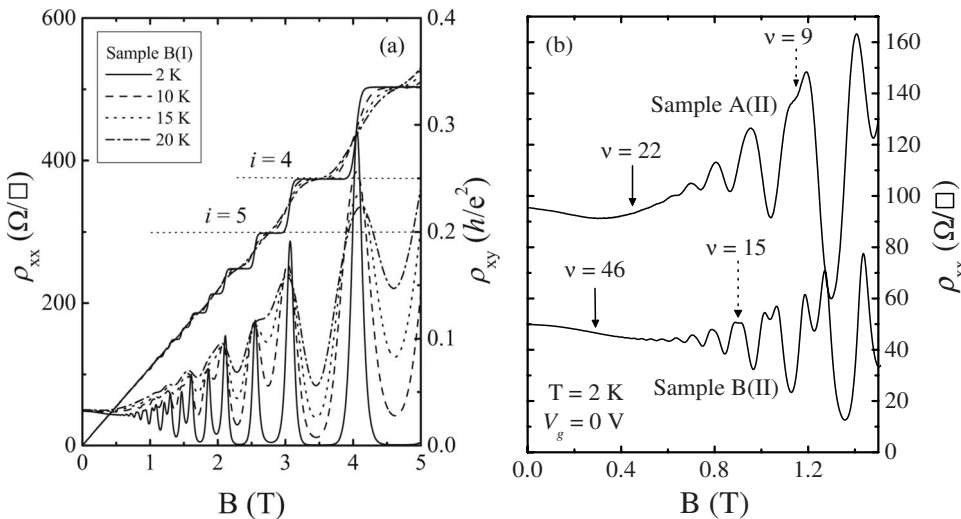 600
400
200
0
ρxx (Ω/□)
Sample B(I)
2 K
10 K
15 K
20 K
(a)
i = 4
i = 5
0.4
0.3
0.2
0.1
0.0
ρxy (h/e²)
0 1 2 3 4 5
B (T)
(b)
ν = 9
Sample A(II)
ν = 22
ν = 15
ν = 46
Sample B(II)
T = 2 K
Vg = 0 V
160
140
120
100
80
60
40
20
0
ρxx (Ω/□)
0.0 0.4 0.8 1.2
B (T)